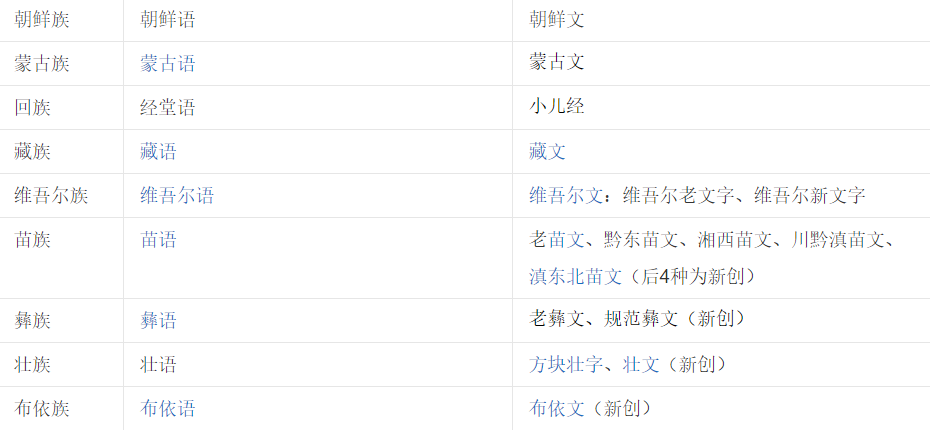 朝鲜族 朝鲜语 朝鲜文
蒙古族 蒙古语 蒙古文
回族 经堂语 小儿经
藏族 藏语 藏文
维吾尔族 维吾尔语 维吾尔文：维吾尔老文字、维吾尔新文字
苗族 苗语 老苗文、黔东苗文、湘西苗文、川黔滇苗文、
滇东北苗文（后4种为新创）
彝族 彝语 老彝文、规范彝文（新创）
壮族 壮语 方块壮字、壮文（新创）
布依族 布依语 布依文（新创）